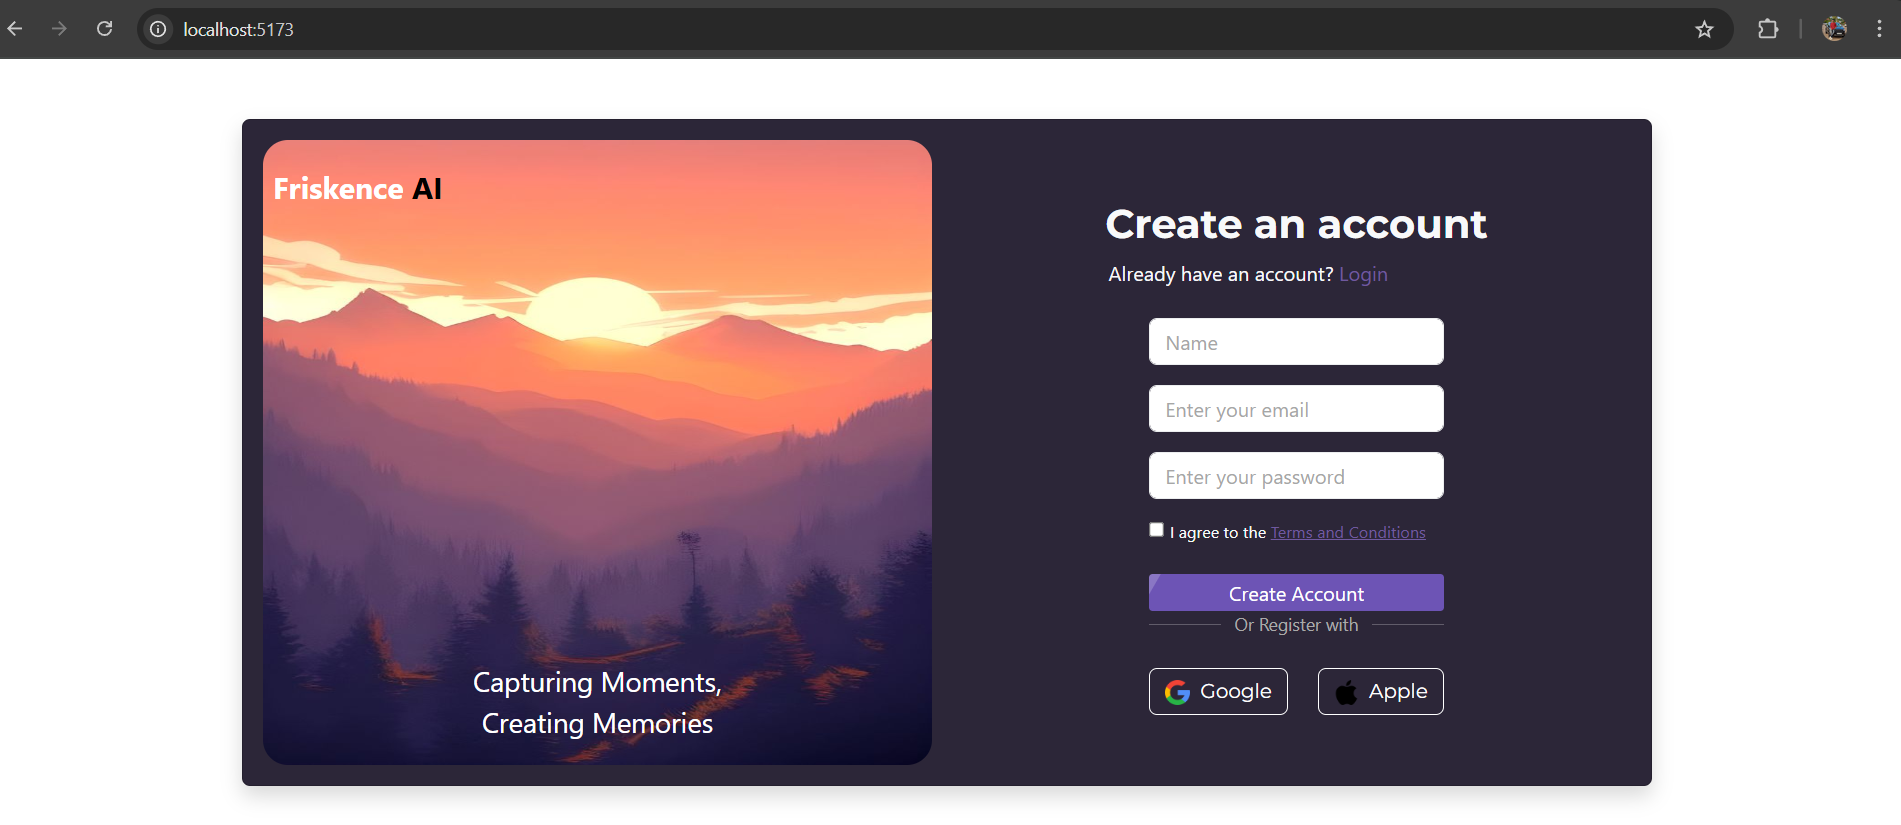 localhost:5173
Friskence AI
Capturing Moments,
Creating Memories
Create an account
Already have an account? Login
Name
Enter your email
Enter your password
I agree to the Terms and Conditions
Create Account
Or Register with
Google
Apple